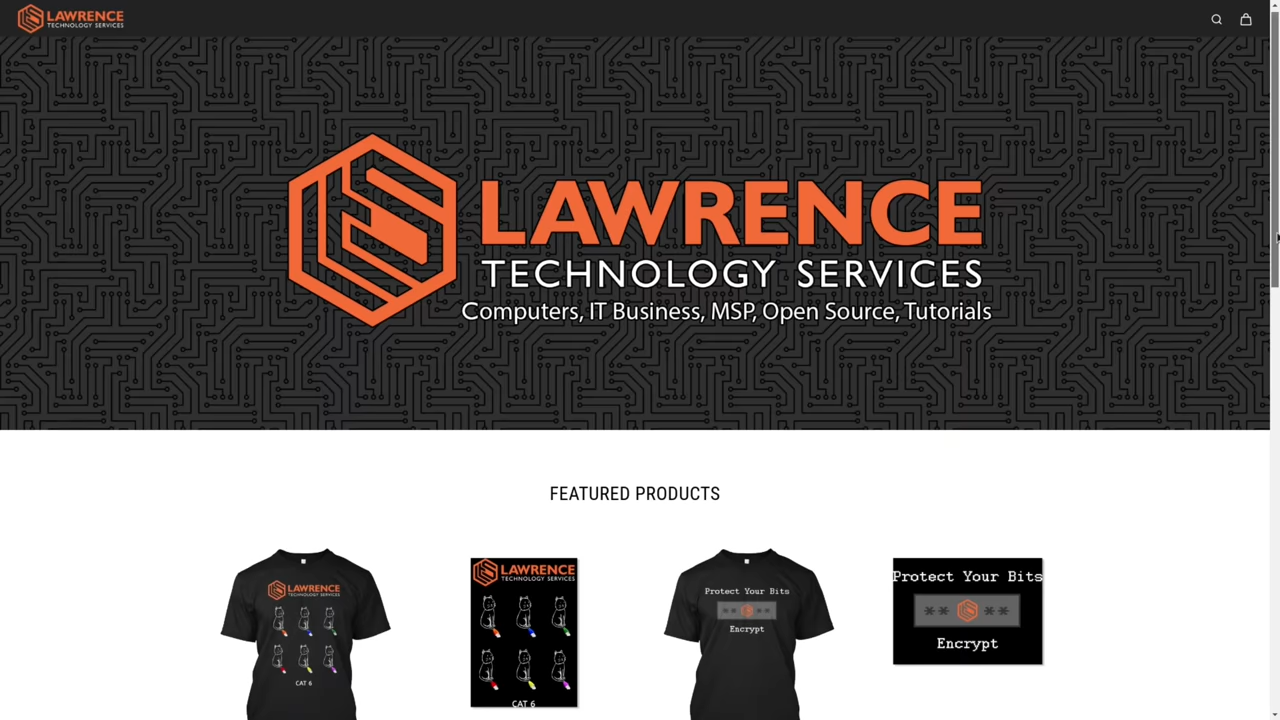 LAWRENCE
TECHNOLOGY SERVICES
LAWRENCE
TECHNOLOGY SERVICES
Computers, IT Business, MSP, Open Source, Tutorials
FEATURED PRODUCTS
LAWRENCE
TECHNOLOGY SERVICES
CAT 6
LAWRENCE
TECHNOLOGY SERVICES
CAT 6
Protect Your Bits
** **
Encrypt
Protect Your Bits
** **
Encrypt